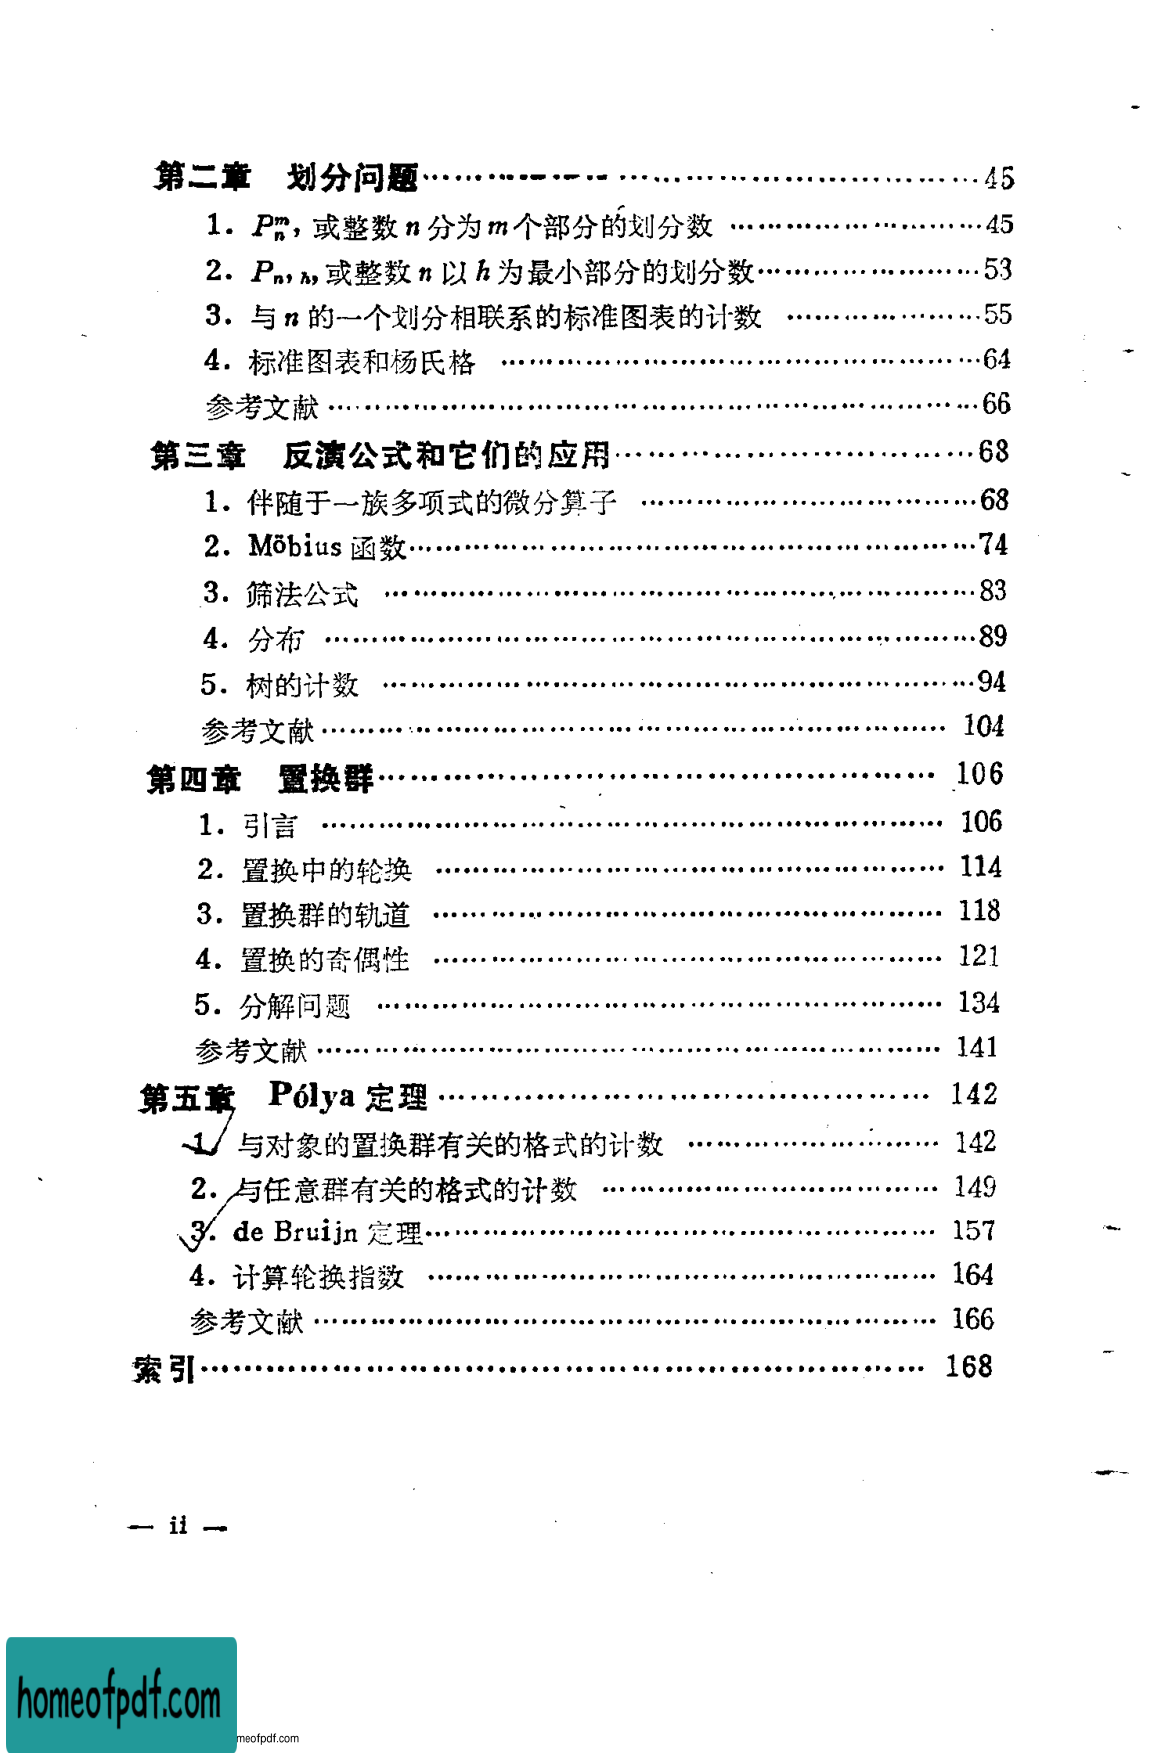 第二章 划分问题……45
1. Pₙᵐ, 或整数 n 分为 m 个部分的划分数 ……45
2. Pₙ,ₕ, 或整数 n 以 h 为最小部分的划分数……53
3. 与 n 的一个划分相联系的标准图表的计数 ……55
4. 标准图表和杨氏格 ……64
参考文献……66
第三章 反演公式和它们的应用……68
1. 伴随于一族多项式的微分算子 ……68
2. Möbius 函数……74
3. 筛法公式 ……83
4. 分布 ……89
5. 树的计数 ……94
参考文献…… 104
第四章 置换群…… 106
1. 引言 …… 106
2. 置换中的轮换 …… 114
3. 置换群的轨道 …… 118
4. 置换的奇偶性 …… 121
5. 分解问题 …… 134
参考文献…… 141
第五章 Pólya 定理…… 142
1. 与对象的置换群有关的格式的计数 …… 142
2. 与任意群有关的格式的计数 …… 149
3. de Bruijn 定理…… 157
4. 计算轮换指数 …… 164
参考文献…… 166
索引…… 168
— ii —
homeofpdf.com
meofpdf.com